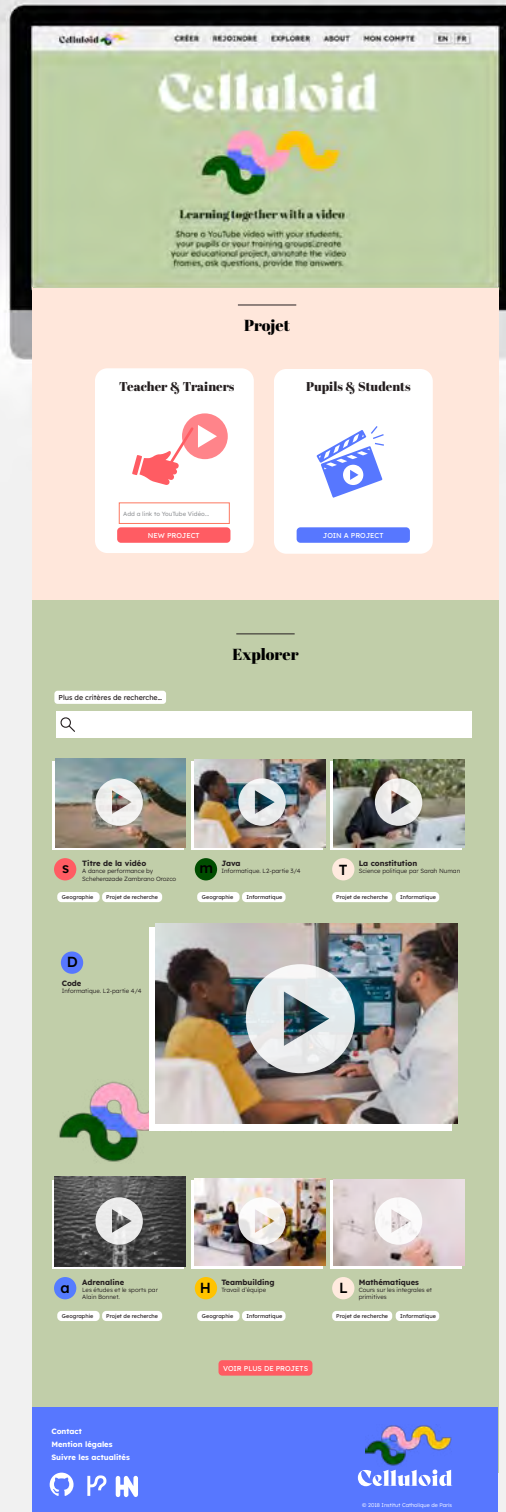 Celluloid
CRÉER REJOINDRE EXPLORER ABOUT MON COMPTE EN FR
Celluloid
Learning together with a video
Share a YouTube video with your students,
your pupils or your training groups:create
your educational project, annotate the video
frames, ask questions, provide the answers.
Projet
Teacher & Trainers
Add a link to YouTube Vidéo...
NEW PROJECT
Pupils & Students
JOIN A PROJECT
Explorer
Plus de critères de recherche...
s
Titre de la vidéo
A dance performance by
Scheherazade Zambrano Orozco
Geographie Projet de recherche
m
Java
Informatique. L2-partie 3/4
Geographie Informatique
T
La constitution
Science politique par Sarah Numan
Projet de recherche Informatique
D
Code
Informatique. L2-partie 4/4
a
Adrenaline
Les études et le sports par
Alain Bonnet.
Geographie Projet de recherche
H
Teambuilding
Travail d'équipe
Geographie Informatique
L
Mathématiques
Cours sur les integrales et
primitives
Projet de recherche Informatique
VOIR PLUS DE PROJETS
Contact
Mention légales
Suivre les actualités
Celluloid
© 2018 Institut Catholique de Paris